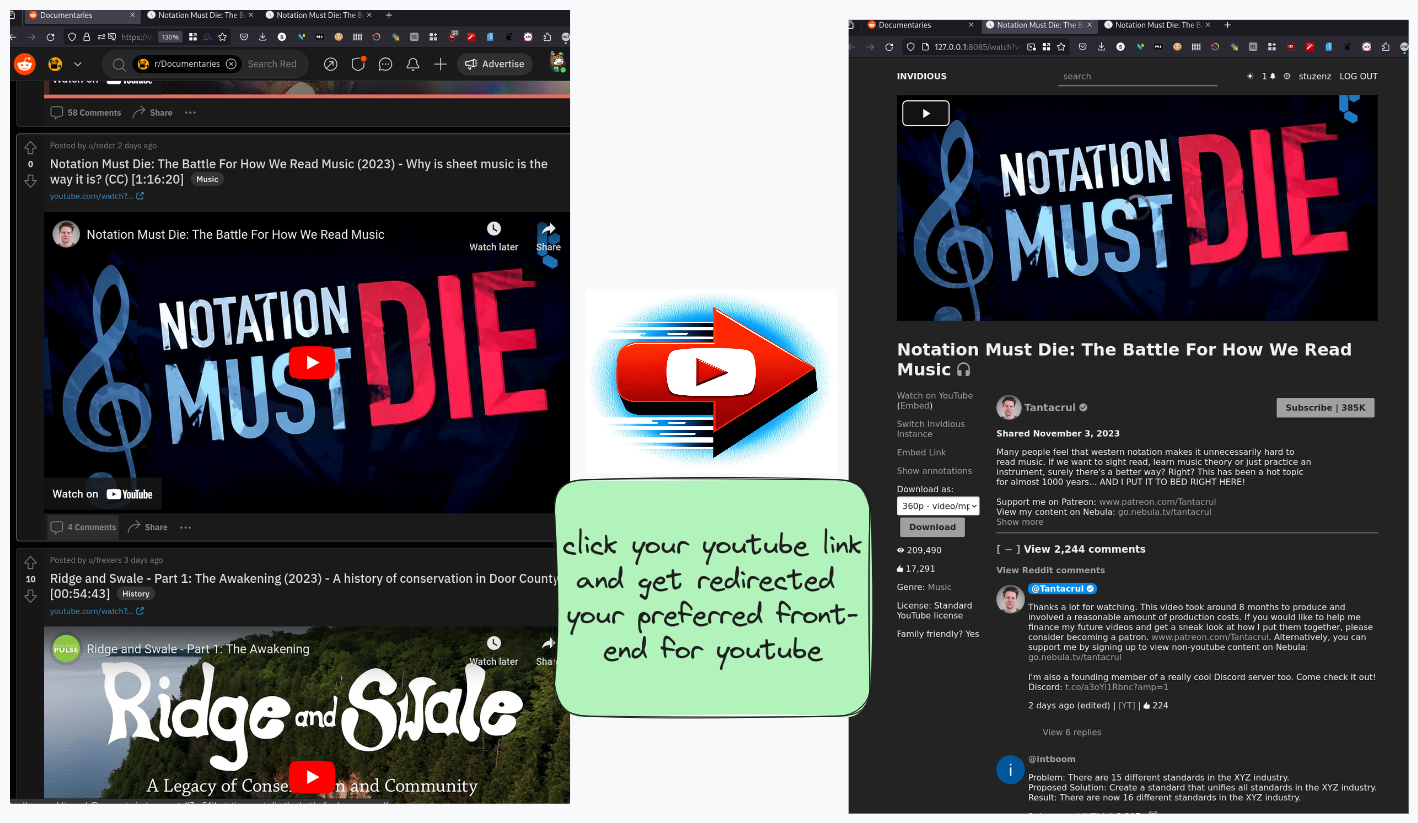 Documentaries
Notation Must Die: The B
Notation Must Die: The B
https://w
130%
r/Documentaries
Search Red
Advertise
58 Comments
Share
Posted by u/redct 2 days ago
0
Notation Must Die: The Battle For How We Read Music (2023) - Why is sheet music is the
way it is? (CC) [1:16:20]
Music
youtube.com/watch?...
Notation Must Die: The Battle For How We Read Music
Watch later
Share
NOTATION
MUST
DIE
Watch on YouTube
4 Comments
Share
Posted by u/frexers 3 days ago
10
Ridge and Swale - Part 1: The Awakening (2023) - A history of conservation in Door County
[00:54:43]
History
youtube.com/watch?...
PULSE
Ridge and Swale - Part 1: The Awakening
Watch later
Shar
Ridge and Swale
A Legacy of Conse n and Community
click your youtube link
and get redirected
your preferred front-
end for youtube
Documentaries
Notation Must Die: The B
Notation Must Die: The B
127.0.0.1:8085/watch?v
INVIDIOUS
search
1
stuzenz
LOG OUT
NOTATION
MUST
DIE
Notation Must Die: The Battle For How We Read
Music
Watch on YouTube
(Embed)
Switch Invidious
Instance
Embed Link
Show annotations
Download as:
360p - video/mp
Download
209,490
17,291
Genre: Music
License: Standard
YouTube license
Family friendly? Yes
Tantacrul
Subscribe | 385K
Shared November 3, 2023
Many people feel that western notation makes it unnecessarily hard to
read music. If we want to sight read, learn music theory or just practice an
instrument, surely there's a better way? Right? This has been a hot topic
for almost 1000 years... AND I PUT IT TO BED RIGHT HERE!
Support me on Patreon: www.patreon.com/Tantacrul
View my content on Nebula: go.nebula.tv/tantacrul
Show more
[ − ] View 2,244 comments
View Reddit comments
@Tantacrul
Thanks a lot for watching. This video took around 8 months to produce and
involved a reasonable amount of production costs. If you would like to help me
finance my future videos and get a sneak look at how I put them together, please
consider becoming a patron. www.patreon.com/Tantacrul. Alternatively, you can
support me by signing up to view non-youtube content on Nebula:
go.nebula.tv/tantacrul
I'm also a founding member of a really cool Discord server too. Come check it out!
Discord: t.co/a3oYi1Rbnc?amp=1
2 days ago (edited) | [YT] | 224
View 6 replies
i
@intboom
Problem: There are 15 different standards in the XYZ industry.
Proposed Solution: Create a standard that unifies all standards in the XYZ industry.
Result: There are now 16 different standards in the XYZ industry.